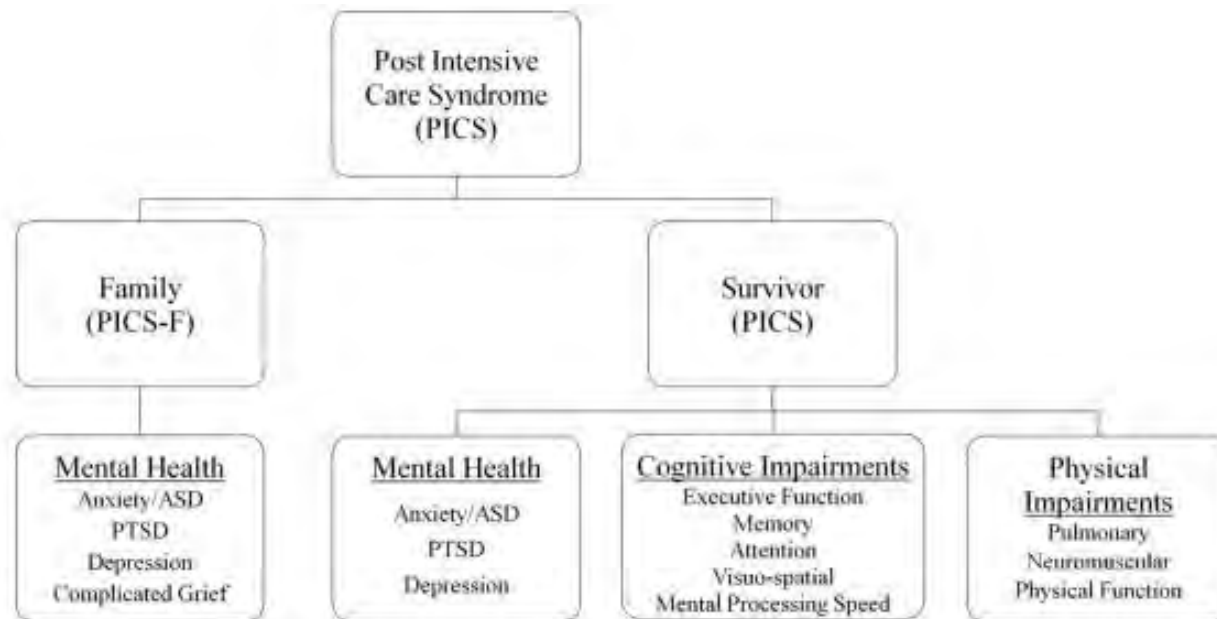 Post Intensive
Care Syndrome
(PICS)
Family
(PICS-F)
Survivor
(PICS)
Mental Health
Anxiety/ASD
PTSD
Depression
Complicated Grief
Mental Health
Anxiety/ASD
PTSD
Depression
Cognitive Impairments
Executive Function
Memory
Attention
Visuo-spatial
Mental Processing Speed
Physical
Impairments
Pulmonary
Neuromuscular
Physical Function